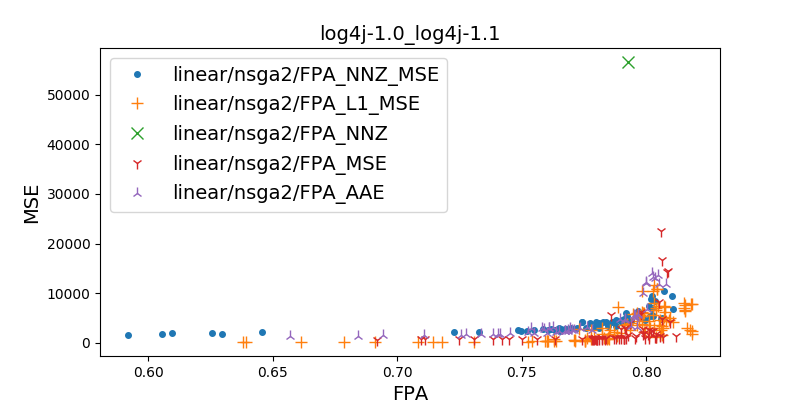 log4j-1.0_log4j-1.1
linear/nsga2/FPA_NNZ_MSE
linear/nsga2/FPA_L1_MSE
linear/nsga2/FPA_NNZ
linear/nsga2/FPA_MSE
linear/nsga2/FPA_AAE
MSE
50000
40000
30000
20000
10000
0
0.60 0.65 0.70 0.75 0.80
FPA